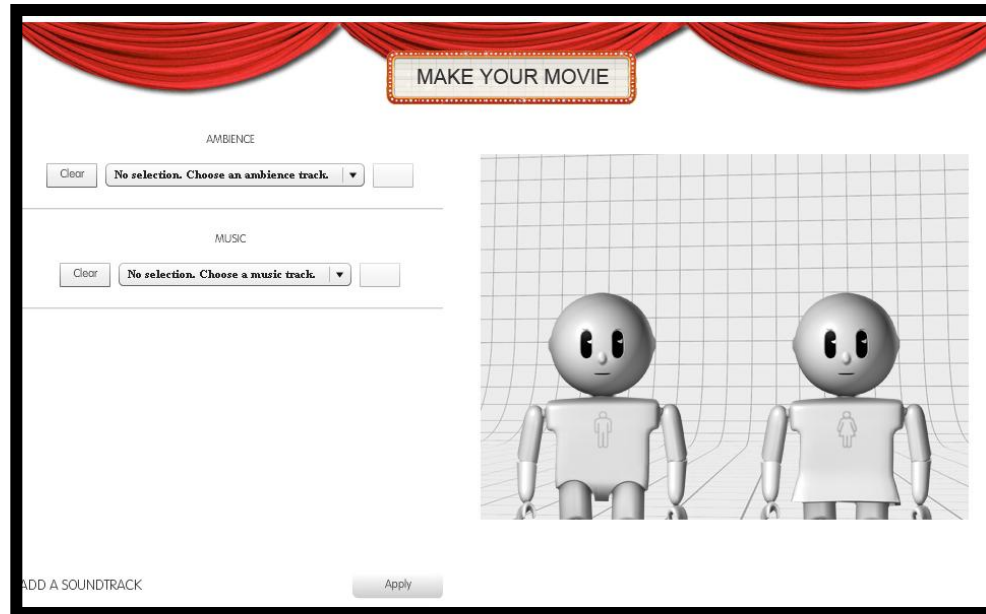 MAKE YOUR MOVIE
AMBIENCE
Clear No selection. Choose an ambience track.
MUSIC
Clear No selection. Choose a music track.
ADD A SOUNDTRACK Apply